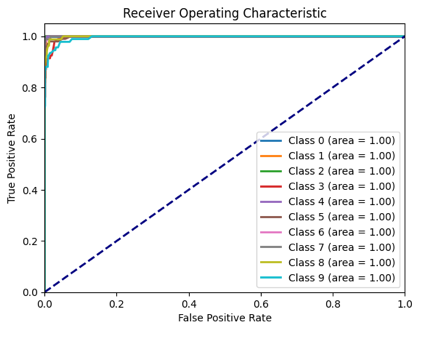 Receiver Operating Characteristic
1.0
0.8
0.6
0.4
0.2
0.0
True Positive Rate
Class 0 (area = 1.00)
Class 1 (area = 1.00)
Class 2 (area = 1.00)
Class 3 (area = 1.00)
Class 4 (area = 1.00)
Class 5 (area = 1.00)
Class 6 (area = 1.00)
Class 7 (area = 1.00)
Class 8 (area = 1.00)
Class 9 (area = 1.00)
0.0 0.2 0.4 0.6 0.8 1.0
False Positive Rate